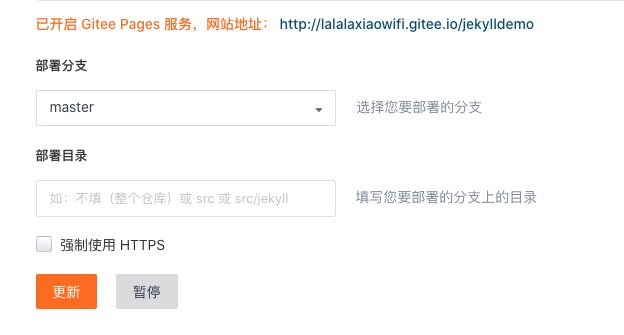 已开启 Gitee Pages 服务，网站地址： http://lalalaxiaowifi.gitee.io/jekylldemo
部署分支
master 选择您要部署的分支
部署目录
如：不填（整个仓库）或 src 或 src/jekyll 填写您要部署的分支上的目录
强制使用 HTTPS
更新 暂停